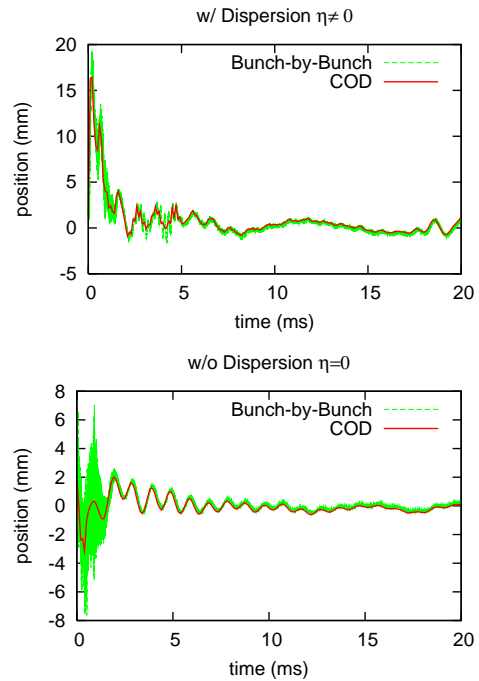 w/ Dispersion η≠ 0
20
15
10
5
0
-5
position (mm)
Bunch-by-Bunch
COD
0 5 10 15 20
time (ms)
w/o Dispersion η=0
8
6
4
2
0
-2
-4
-6
-8
position (mm)
Bunch-by-Bunch
COD
0 5 10 15 20
time (ms)